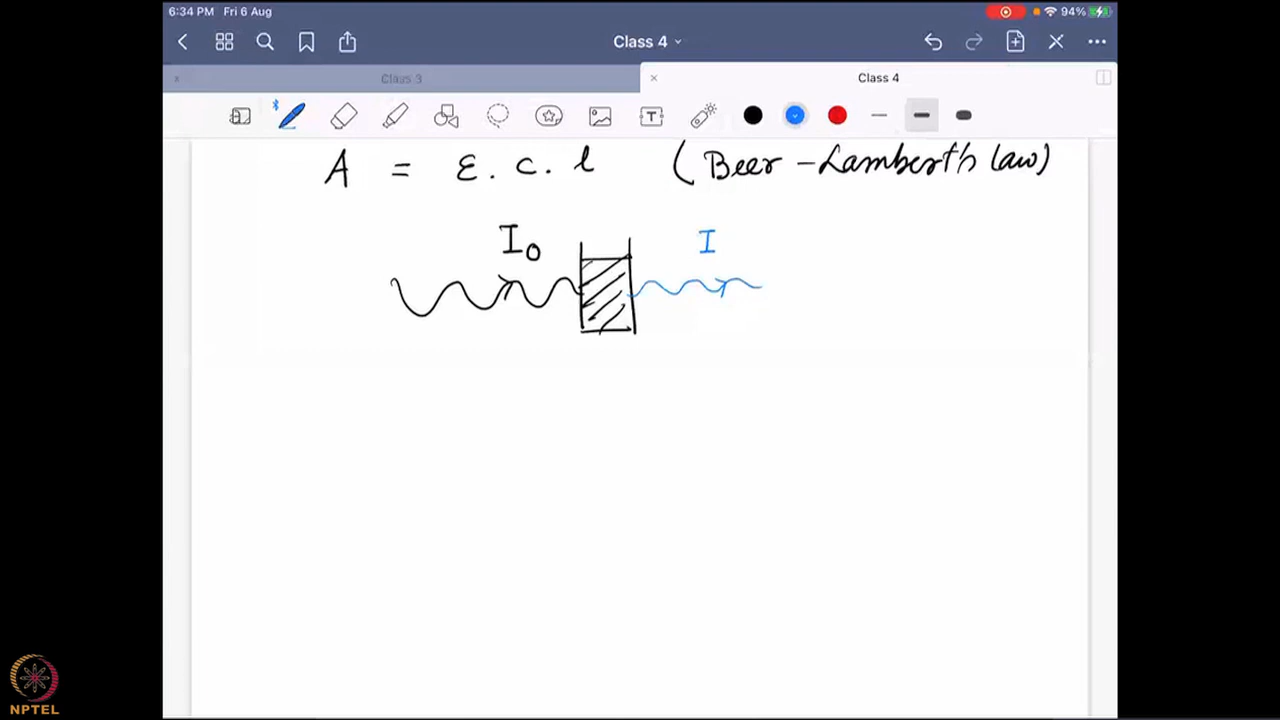 6:34 PM Fri 6 Aug 94%
Class 4
Class 3
Class 4
T
A = ε. c. l (Beer - Lamberth law)
I₀ I
NPTEL